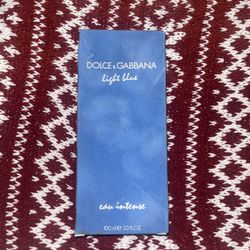 DOLCE & GABBANA
light blue
eau intense
100 ml ℮ 3.3 FL.OZ.